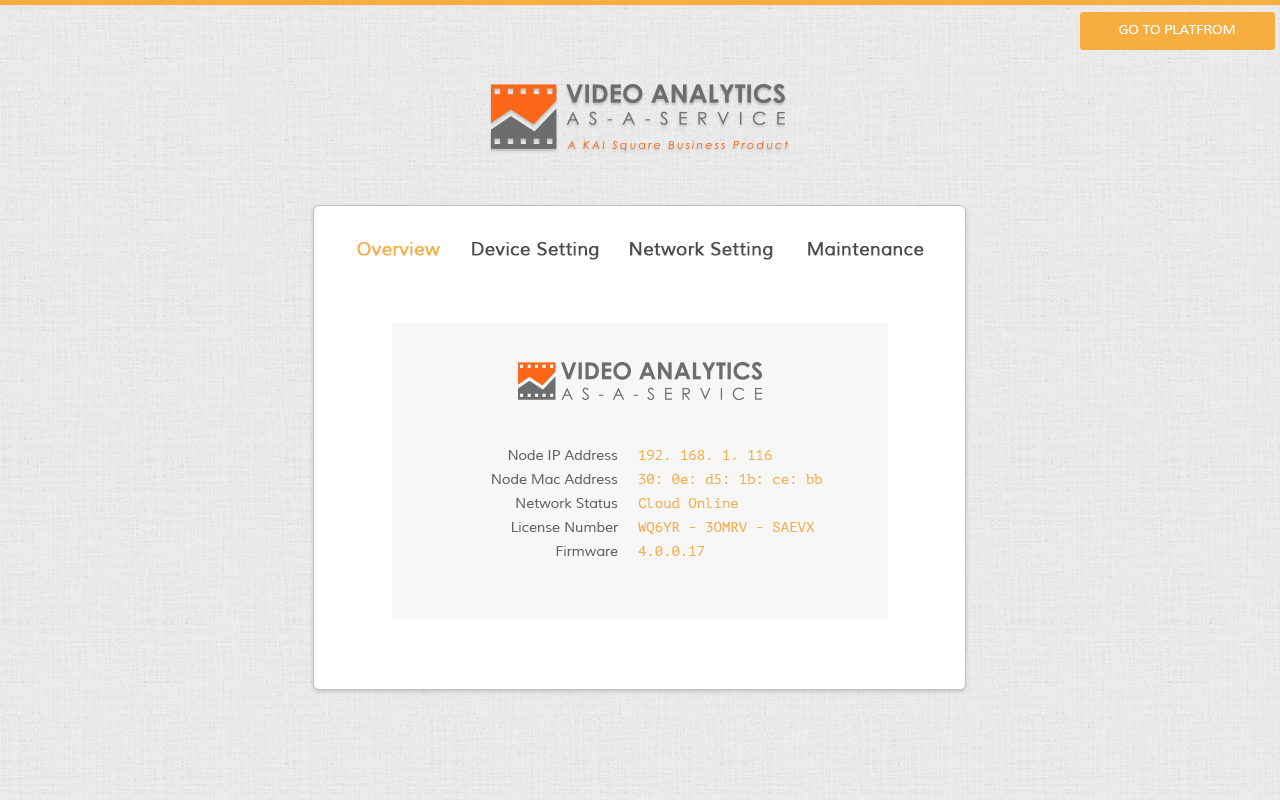 GO TO PLATFROM
VIDEO ANALYTICS
AS-A-SERVICE
A KAI Square Business Product
Overview Device Setting Network Setting Maintenance
VIDEO ANALYTICS
AS-A-SERVICE
Node IP Address 192. 168. 1. 116
Node Mac Address 30: 0e: d5: 1b: ce: bb
Network Status Cloud Online
License Number WQ6YR - 3OMRV - SAEVX
Firmware 4.0.0.17